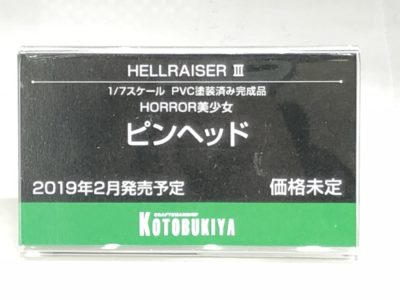 HELLRAISER Ⅲ
1/7スケール PVC塗装済み完成品
HORROR美少女
ピンヘッド
2019年2月発売予定 価格未定
CRAFTSMANSHIP
KOTOBUKIYA